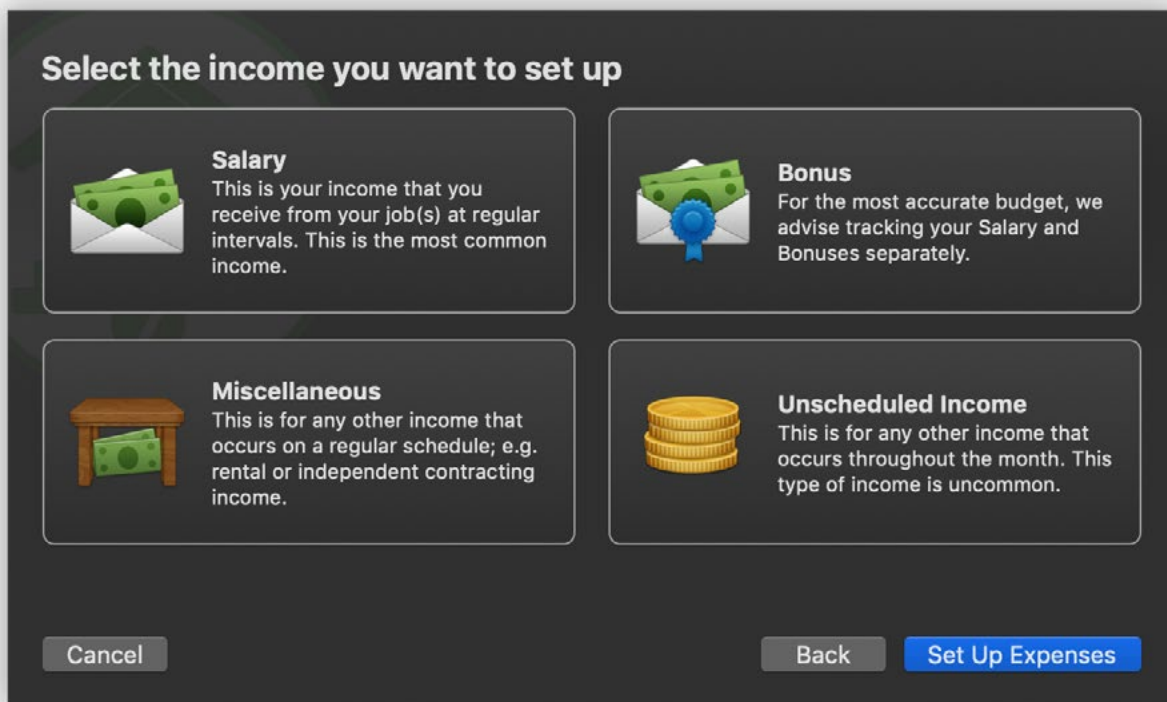 Select the income you want to set up
Salary
This is your income that you
receive from your job(s) at regular
intervals. This is the most common
income.
Bonus
For the most accurate budget, we
advise tracking your Salary and
Bonuses separately.
Miscellaneous
This is for any other income that
occurs on a regular schedule; e.g.
rental or independent contracting
income.
Unscheduled Income
This is for any other income that
occurs throughout the month. This
type of income is uncommon.
Cancel
Back
Set Up Expenses